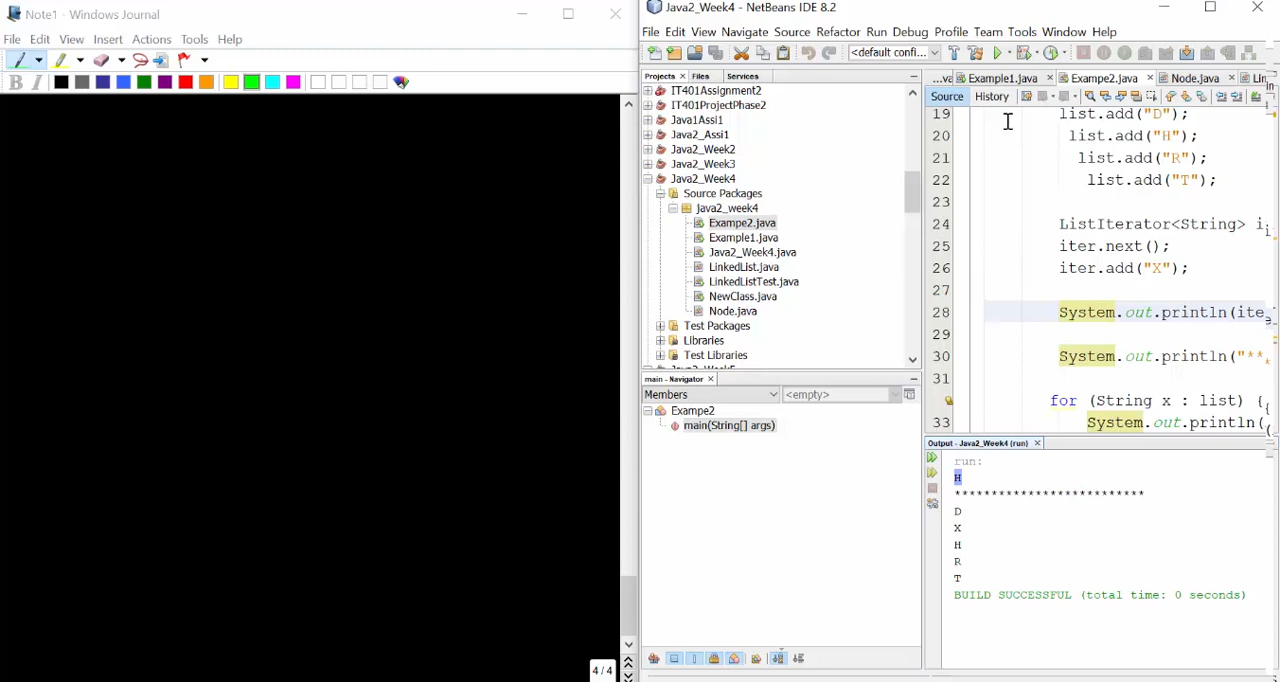 Note1 - Windows Journal
File Edit View Insert Actions Tools Help
B I
4 / 4
Java2_Week4 - NetBeans IDE 8.2
File Edit View Navigate Source Refactor Run Debug Profile Team Tools Window Help
<default confi...
Projects Files Services
IT401Assignment2
IT401ProjectPhase2
Java1Assi1
Java2_Assi1
Java2_Week2
Java2_Week3
Java2_Week4
Source Packages
java2_week4
Exampe2.java
Example1.java
Java2_Week4.java
LinkedList.java
LinkedListTest.java
NewClass.java
Node.java
Test Packages
Libraries
Test Libraries
main - Navigator
Members <empty>
Exampe2
main(String[] args)
...va Example1.java Exampe2.java Node.java Lin
Source History
19 list.add("D");
20 list.add("H");
21 list.add("R");
22 list.add("T");
23
24 ListIterator<String> i
25 iter.next();
26 iter.add("X");
27
28 System.out.println(ite
29
30 System.out.println("**
31
for (String x : list) {
33 System.out.println(
Output - Java2_Week4 (run)
run:
H
**************************
D
X
H
R
T
BUILD SUCCESSFUL (total time: 0 seconds)